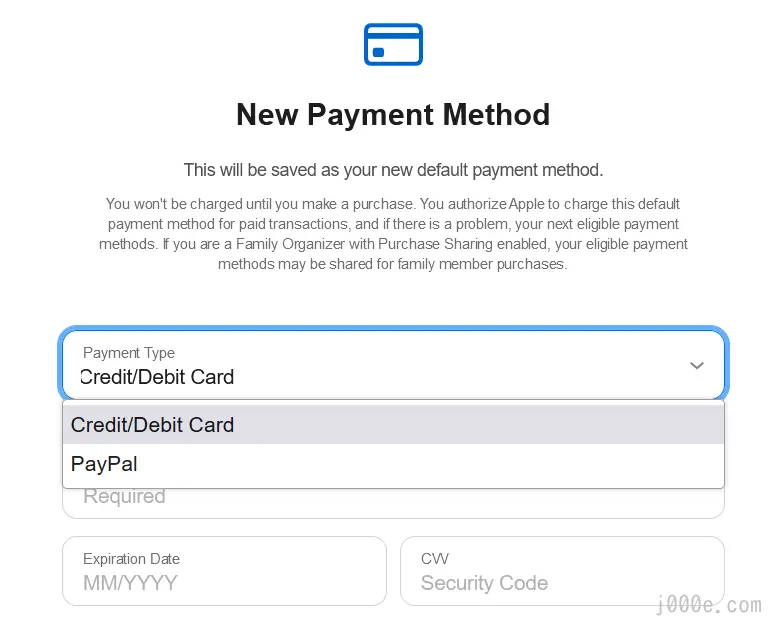 New Payment Method
This will be saved as your new default payment method.
You won't be charged until you make a purchase. You authorize Apple to charge this default
payment method for paid transactions, and if there is a problem, your next eligible payment
methods. If you are a Family Organizer with Purchase Sharing enabled, your eligible payment
methods may be shared for family member purchases.
Payment Type
Credit/Debit Card
Credit/Debit Card
PayPal
Required
Expiration Date
MM/YYYY
CVV
Security Code
j000e.com